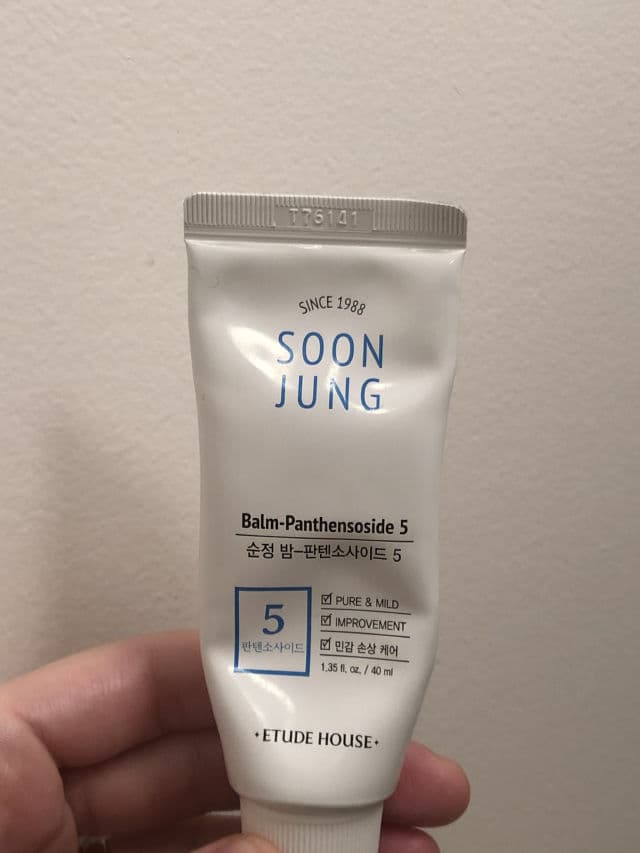 T76141
SINCE 1988
SOON
JUNG
Balm-Panthensoside 5
순정 밤-판텐소사이드 5
5
판텐소사이드
PURE & MILD
IMPROVEMENT
민감 손상 케어
1.35 fl. oz. / 40 ml
ETUDE HOUSE